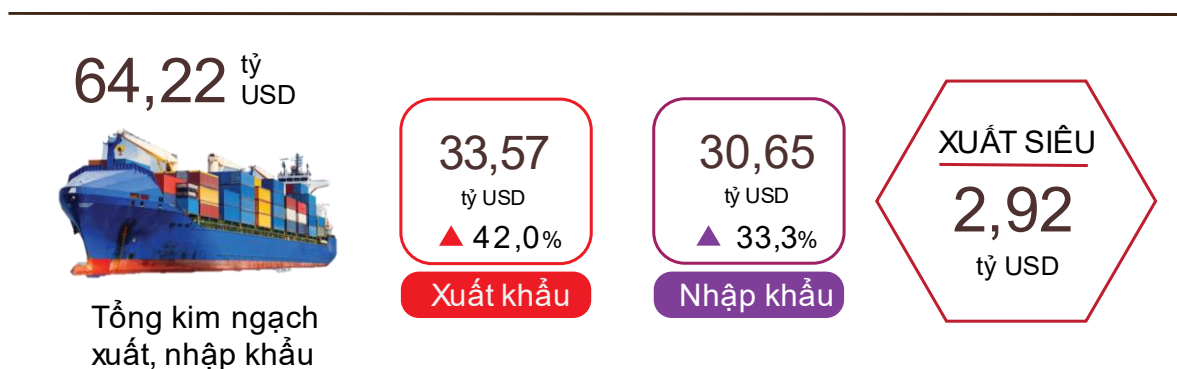 64,22 tỷ USD
Tổng kim ngạch
xuất, nhập khẩu
33,57
tỷ USD
▲ 42,0%
Xuất khẩu
30,65
tỷ USD
▲ 33,3%
Nhập khẩu
XUẤT SIÊU
2,92
tỷ USD